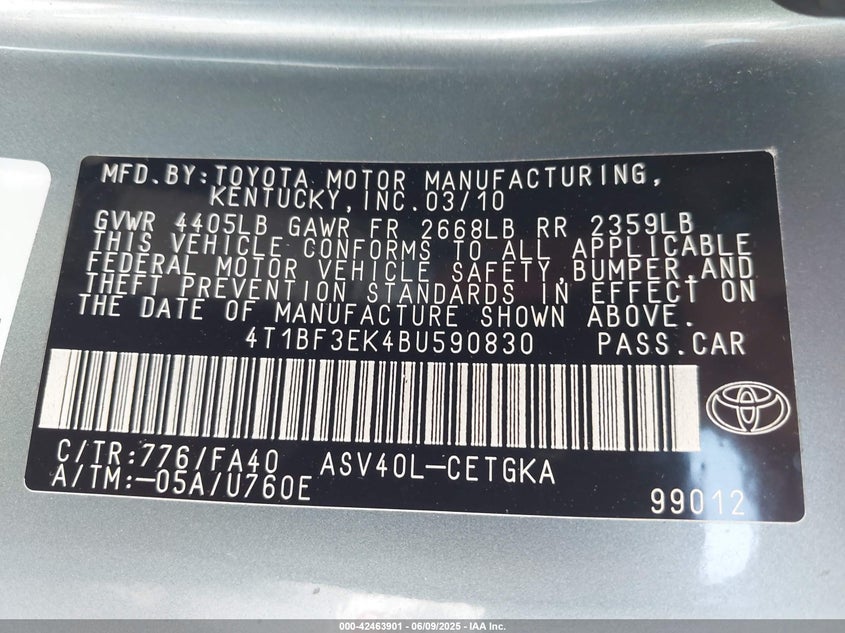 MFD.BY:TOYOTA MOTOR MANUFACTURING,
KENTUCKY,INC.03/10
GVWR 4405LB GAWR FR 2668LB RR 2359LB
THIS VEHICLE CONFORMS TO ALL APPLICABLE
FEDERAL MOTOR VEHICLE SAFETY,BUMPER,AND
THEFT PREVENTION STANDARDS IN EFFECT ON
THE DATE OF MANUFACTURE SHOWN ABOVE.
4T1BF3EK4BU590830 PASS.CAR
C/TR:776/FA40 ASV40L-CETGKA
A/TM:-05A/U760E
99012
000-42463901 - 06/09/2025 - IAA Inc.